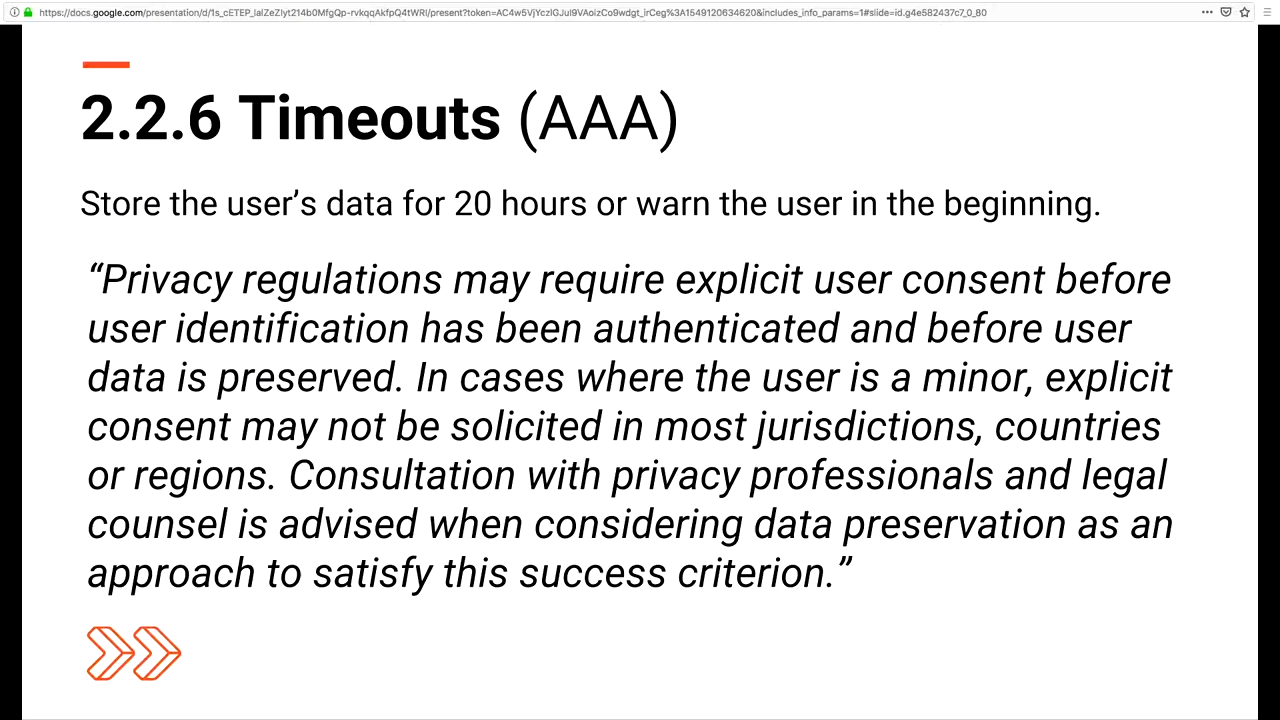 https://docs.google.com/presentation/d/1s_cETEP_laIZeZIyt214b0MfgQp-rvkqqAkfpQ4tWRI/present?token=AC4w5VjYczIGJuI9VAoizCo9wdgt_irCeg%3A1549120714620&includes_info_params=1#slide=id.g4e582437c7_0_80
2.2.6 Timeouts (AAA)
Store the user’s data for 20 hours or warn the user in the beginning.
“Privacy regulations may require explicit user consent before
user identification has been authenticated and before user
data is preserved. In cases where the user is a minor, explicit
consent may not be solicited in most jurisdictions, countries
or regions. Consultation with privacy professionals and legal
counsel is advised when considering data preservation as an
approach to satisfy this success criterion.”